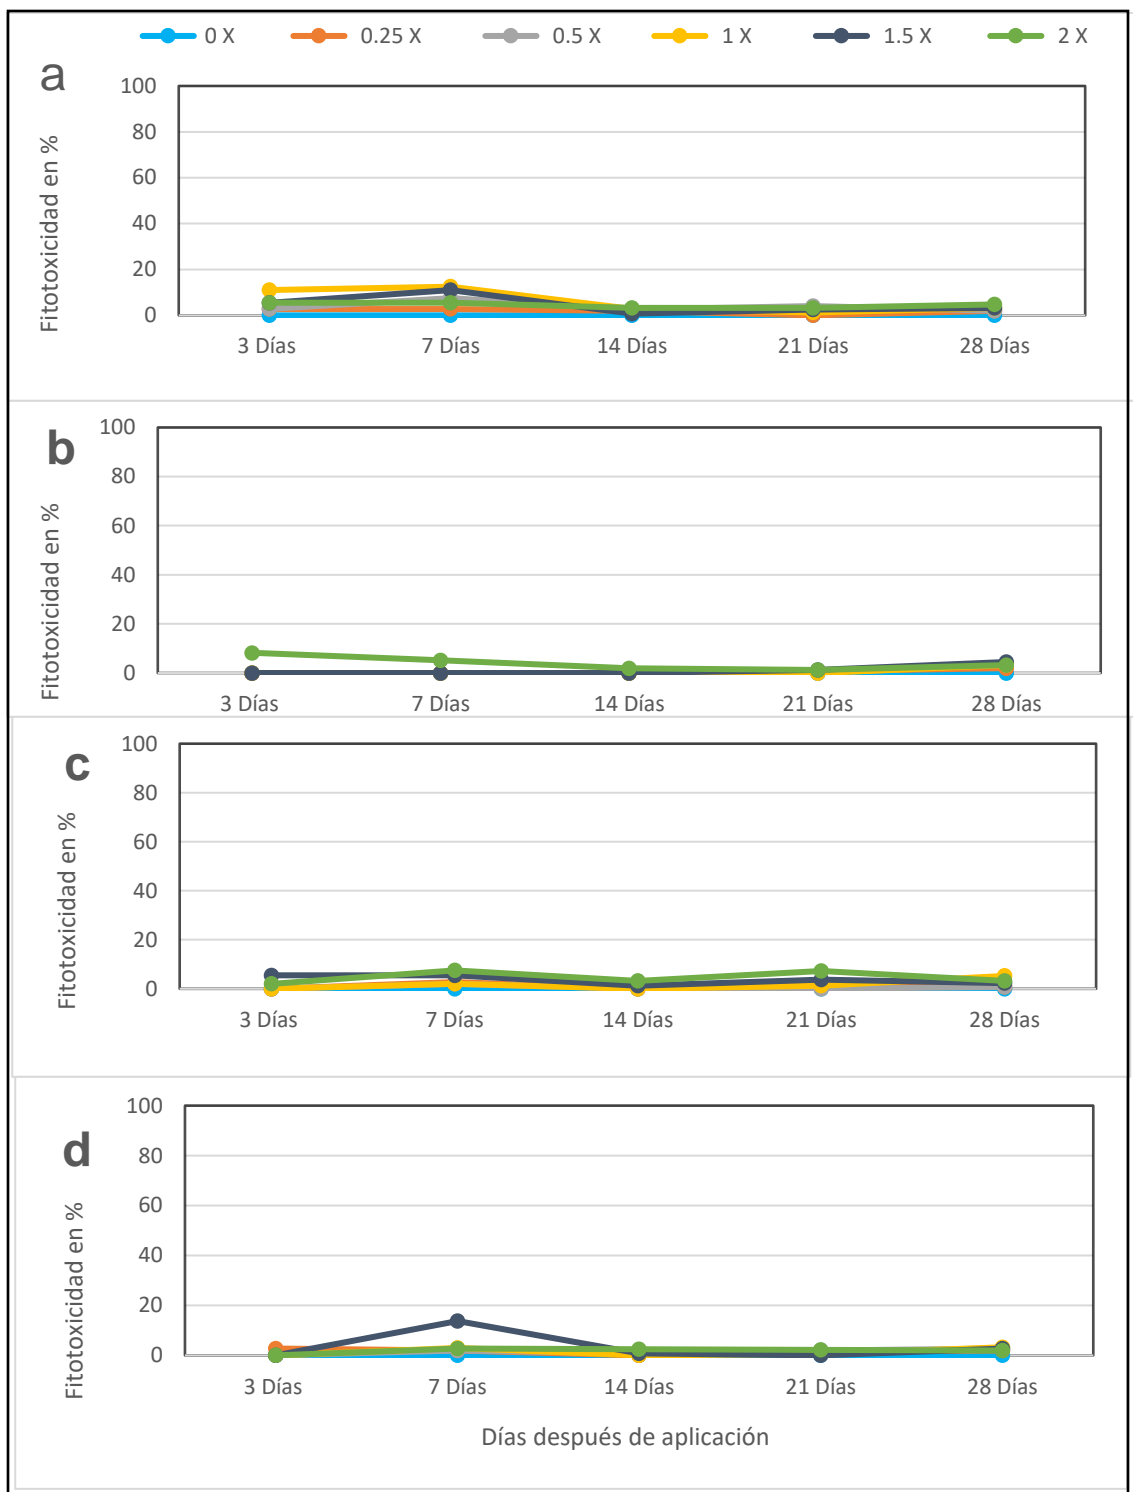 0 X 0.25 X 0.5 X 1 X 1.5 X 2 X
a
Fitotoxicidad en %
100
80
60
40
20
0
3 Días 7 Días 14 Días 21 Días 28 Días
b
Fitotoxicidad en %
100
80
60
40
20
0
3 Días 7 Días 14 Días 21 Días 28 Días
c
Fitotoxicidad en %
100
80
60
40
20
0
3 Días 7 Días 14 Días 21 Días 28 Días
d
Fitotoxicidad en %
100
80
60
40
20
0
3 Días 7 Días 14 Días 21 Días 28 Días
Días después de aplicación